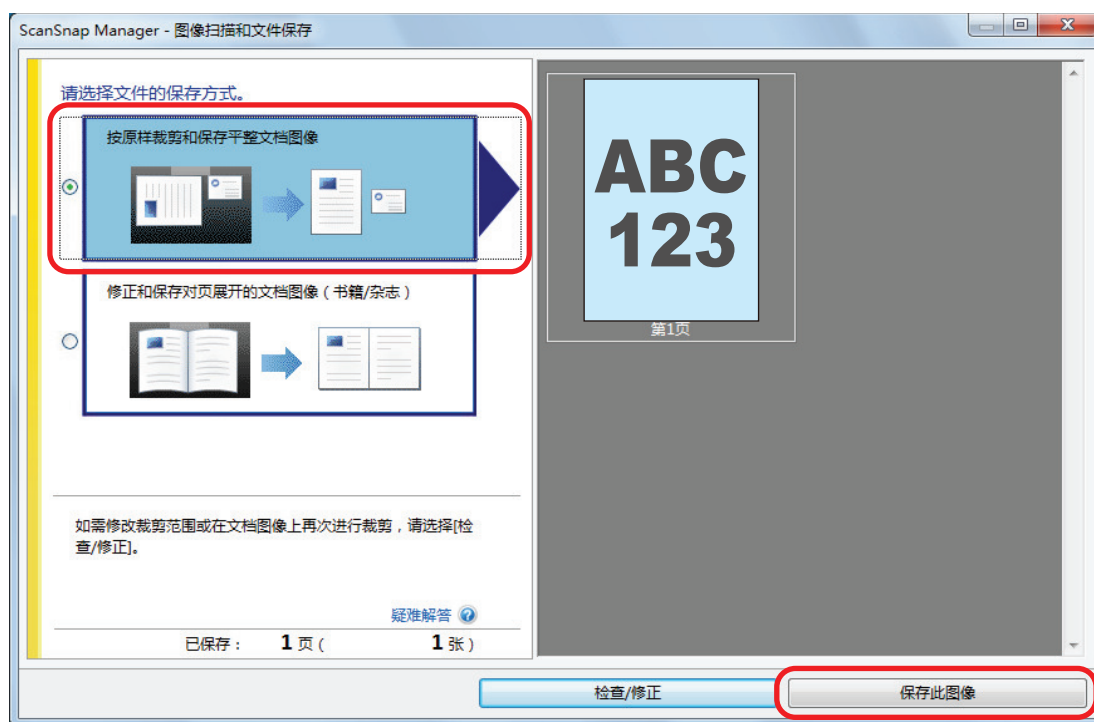 ScanSnap Manager - 图像扫描和文件保存
请选择文件的保存方式。
按原样裁剪和保存平整文档图像
修正和保存对页展开的文档图像 ( 书籍/杂志 )
如需修改裁剪范围或在文档图像上再次进行裁剪，请选择[检
查/修正]。
疑难解答
已保存： 1 页 ( 1 张 )
ABC
123
第1页
检查/修正
保存此图像